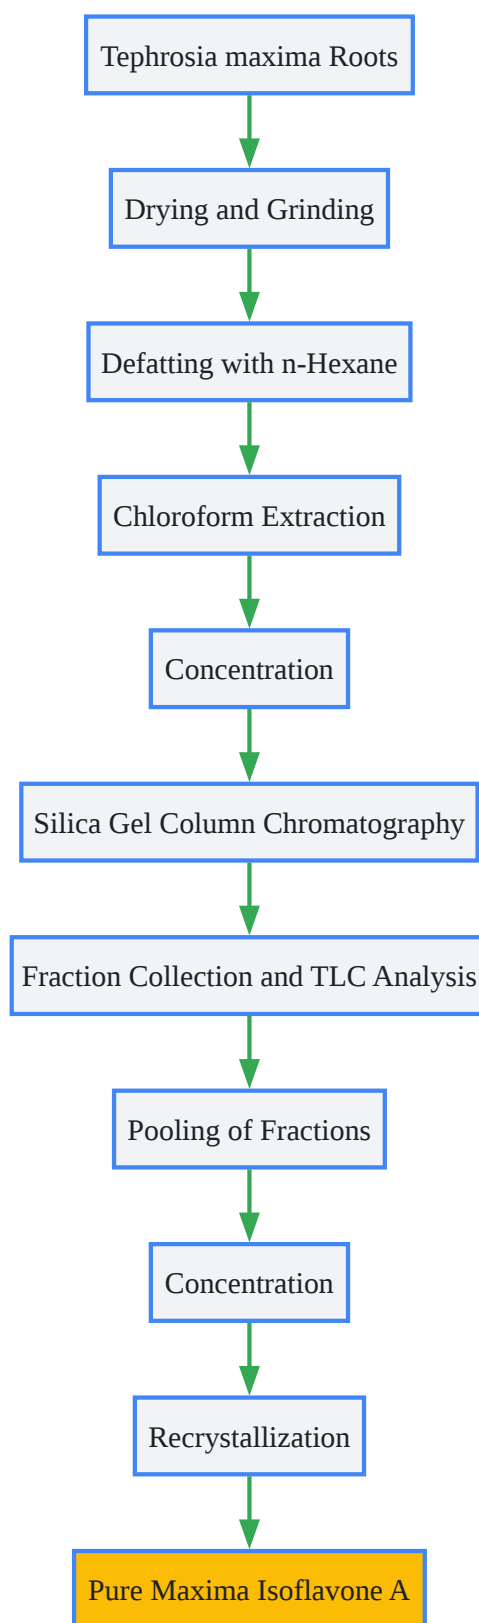 Tephrosia maxima Roots
Drying and Grinding
Defatting with n-Hexane
Chloroform Extraction
Concentration
Silica Gel Column Chromatography
Fraction Collection and TLC Analysis
Pooling of Fractions
Concentration
Recrystallization
Pure Maxima Isoflavone A